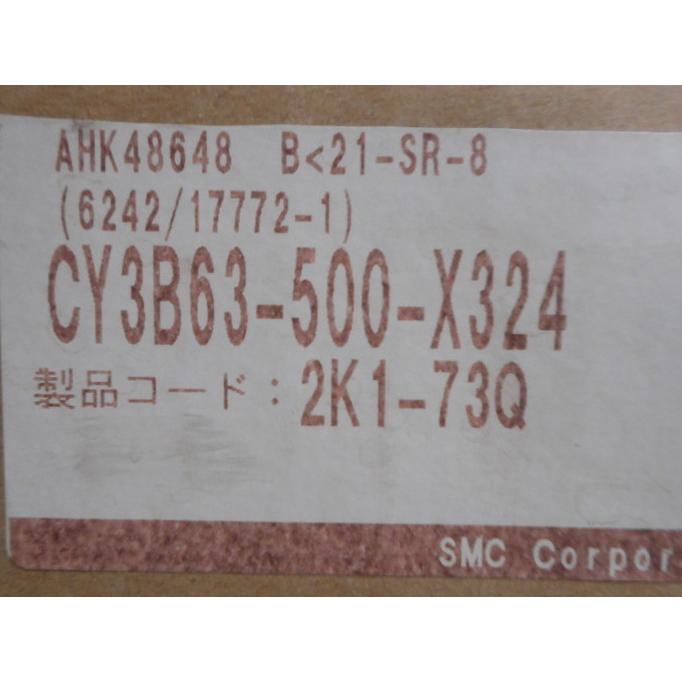 AHK48648 B<21-SR-8
(6242/17772-1)
CY3B63-500-X324
製品コード: 2K1-73Q
SMC Corpor